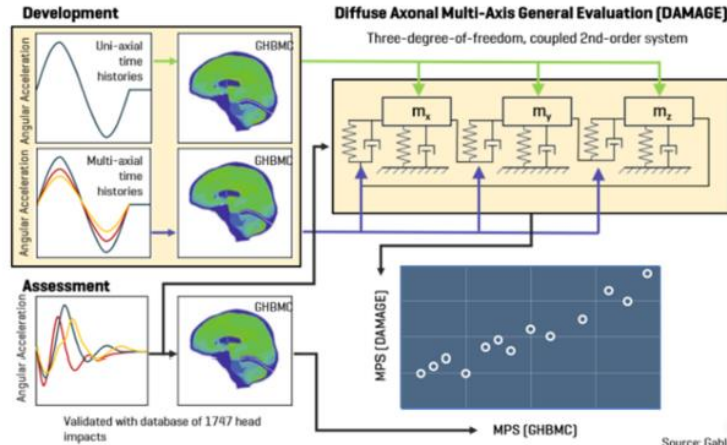 Development
Diffuse Axonal Multi-Axis General Evaluation (DAMAGE)
Three-degree-of-freedom, coupled 2nd-order system
Angular Acceleration
Uni-axial
time
histories
GHBMC
mx
my
mz
Angular Acceleration
Multi-axial
time
histories
GHBMC
Assessment
Angular Acceleration
GHBMC
MPS (DAMAGE)
MPS (GHBMC)
Validated with database of 1747 head
impacts
Source: